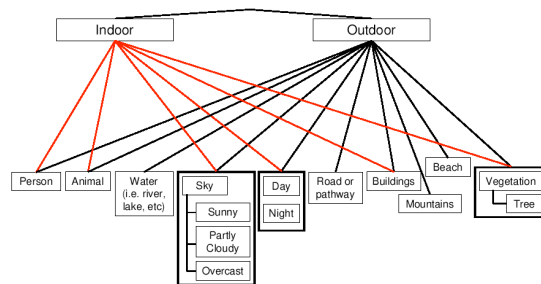 Indoor
Outdoor
Person
Animal
Water
(i.e. river,
lake, etc)
Sky
Sunny
Partly
Cloudy
Overcast
Day
Night
Road or
pathway
Buildings
Mountains
Beach
Vegetation
Tree